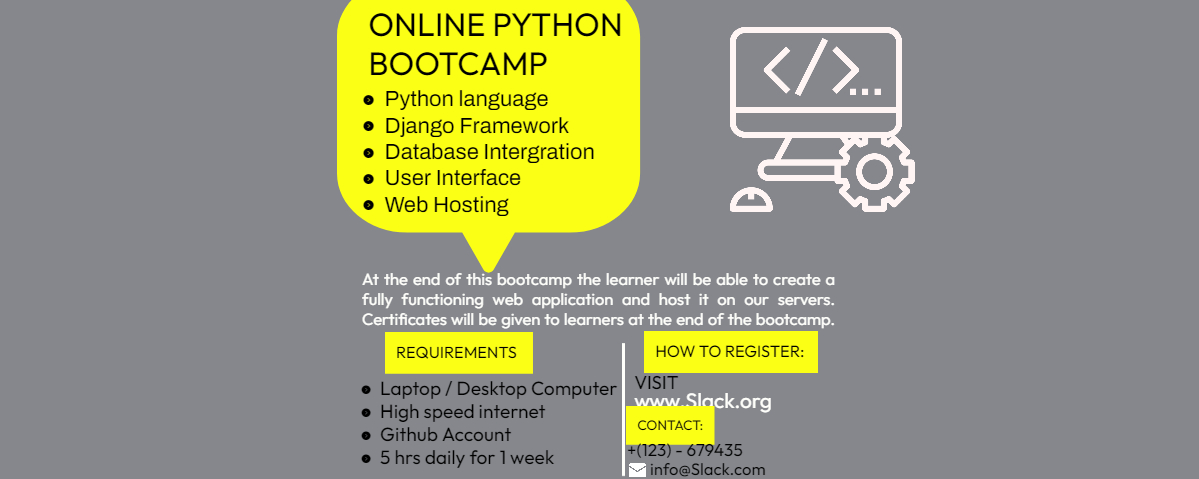 ONLINE PYTHON
BOOTCAMP
Python language
Django Framework
Database Intergration
User Interface
Web Hosting
</>...
At the end of this bootcamp the learner will be able to create a
fully functioning web application and host it on our servers.
Certificates will be given to learners at the end of the bootcamp.
REQUIREMENTS
Laptop / Desktop Computer
High speed internet
Github Account
5 hrs daily for 1 week
HOW TO REGISTER:
VISIT
www.Slack.org
CONTACT:
+(123) - 679435
info@Slack.com